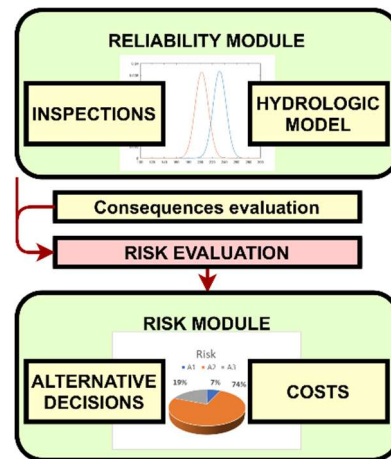 RELIABILITY MODULE
INSPECTIONS
HYDROLOGIC
MODEL
Consequences evaluation
RISK EVALUATION
RISK MODULE
Risk
A1 A2 A3
19% 7% 74%
ALTERNATIVE
DECISIONS
COSTS